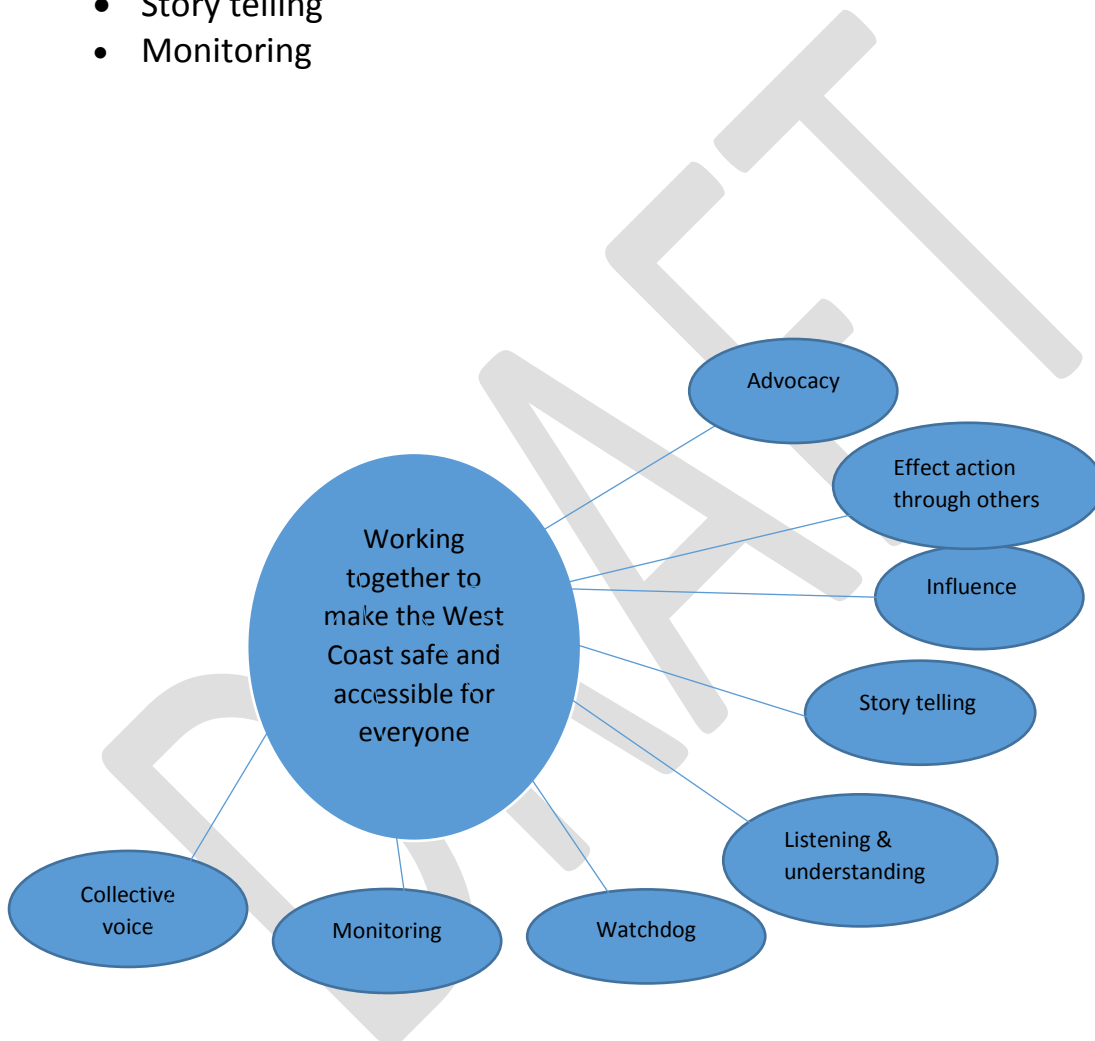 • Story telling
• Monitoring
DRAFT
Advocacy
Effect action
through others
Influence
Working
together to
make the West
Coast safe and
accessible for
everyone
Story telling
Listening &
understanding
Collective
voice
Monitoring
Watchdog